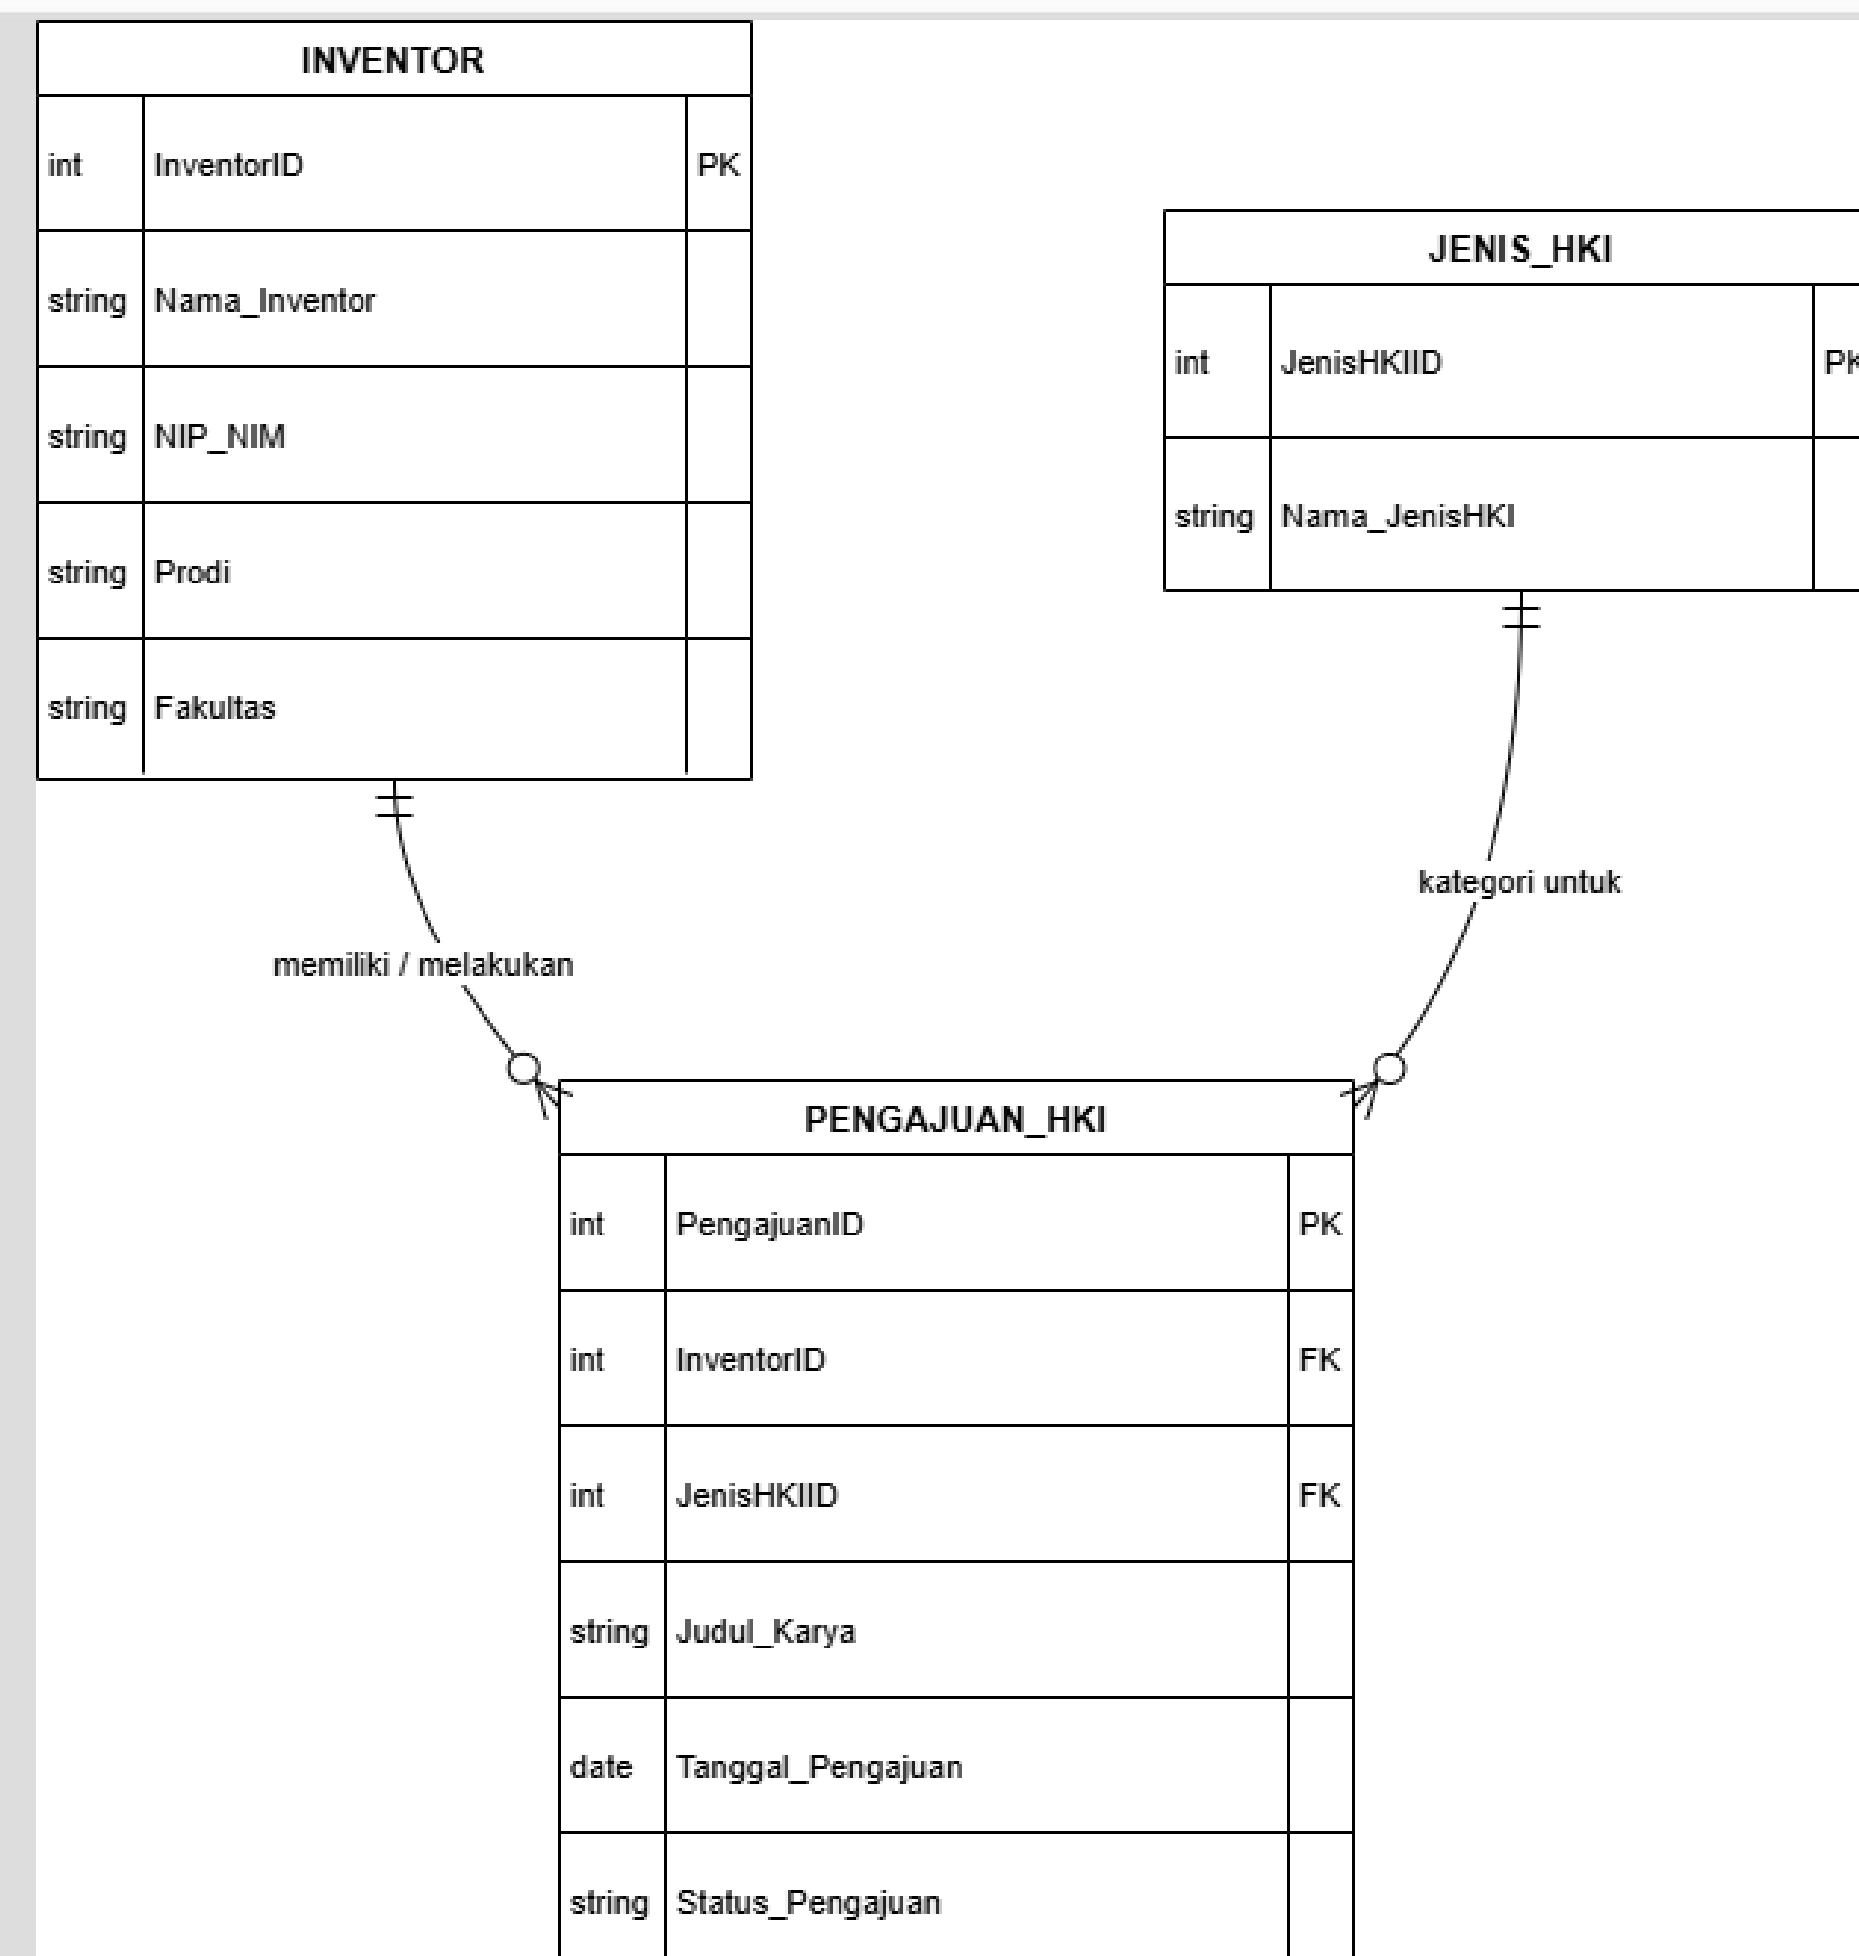 INVENTOR
int InventorID PK
string Nama_Inventor
string NIP_NIM
string Prodi
string Fakultas
JENIS_HKI
int JenisHKIID PK
string Nama_JenisHKI
kategori untuk
memiliki / melakukan
PENGAJUAN_HKI
int PengajuanID PK
int InventorID FK
int JenisHKIID FK
string Judul_Karya
date Tanggal_Pengajuan
string Status_Pengajuan